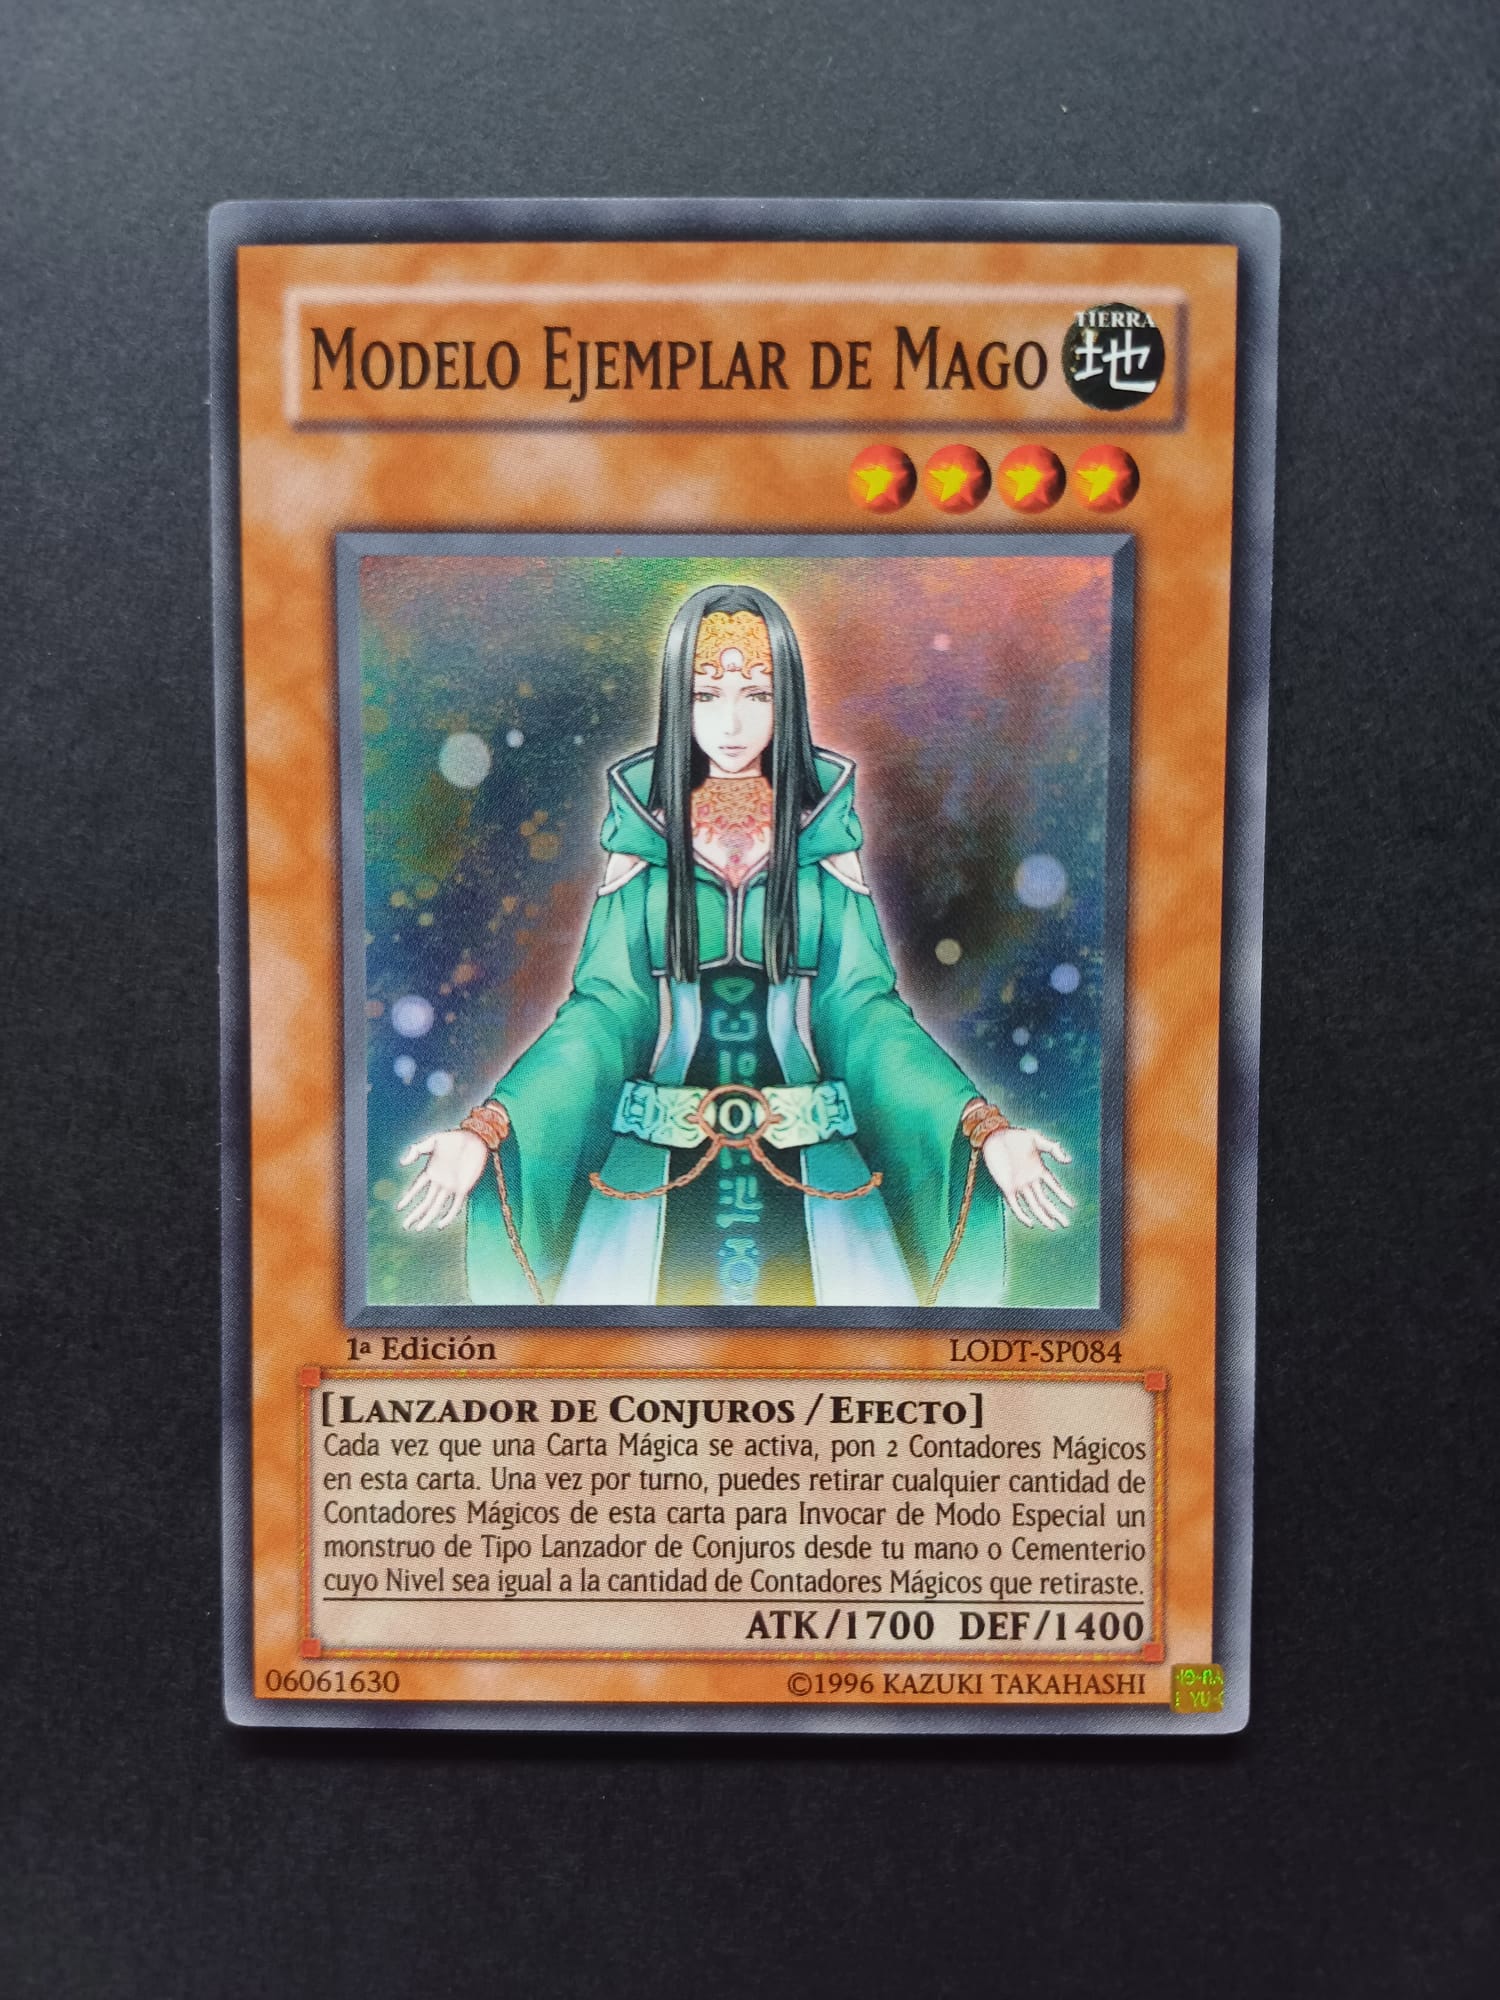 MODELO EJEMPLAR DE MAGO
TIERRA
地
1ª Edición
LODT-SP084
[LANZADOR DE CONJUROS / EFECTO]
Cada vez que una Carta Mágica se activa, pon 2 Contadores Mágicos
en esta carta. Una vez por turno, puedes retirar cualquier cantidad de
Contadores Mágicos de esta carta para Invocar de Modo Especial un
monstruo de Tipo Lanzador de Conjuros desde tu mano o Cementerio
cuyo Nivel sea igual a la cantidad de Contadores Mágicos que retiraste.
ATK/1700 DEF/1400
06061630
©1996 KAZUKI TAKAHASHI